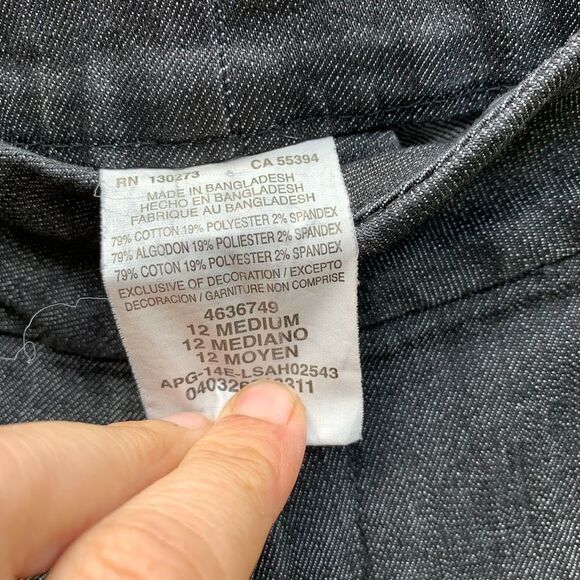 RN 130273 CA 55394
MADE IN BANGLADESH
HECHO EN BANGLADESH
FABRIQUE AU BANGLADESH
79% COTTON 19% POLYESTER 2% SPANDEX
79% ALGODON 19% POLIESTER 2% SPANDEX
79% COTON 19% POLYESTER 2% SPANDEX
EXCLUSIVE OF DECORATION / EXCEPTO
DECORACION / GARNITURE NON COMPRISE
4636749
12 MEDIUM
12 MEDIANO
12 MOYEN
APG-14E-LSAH02543